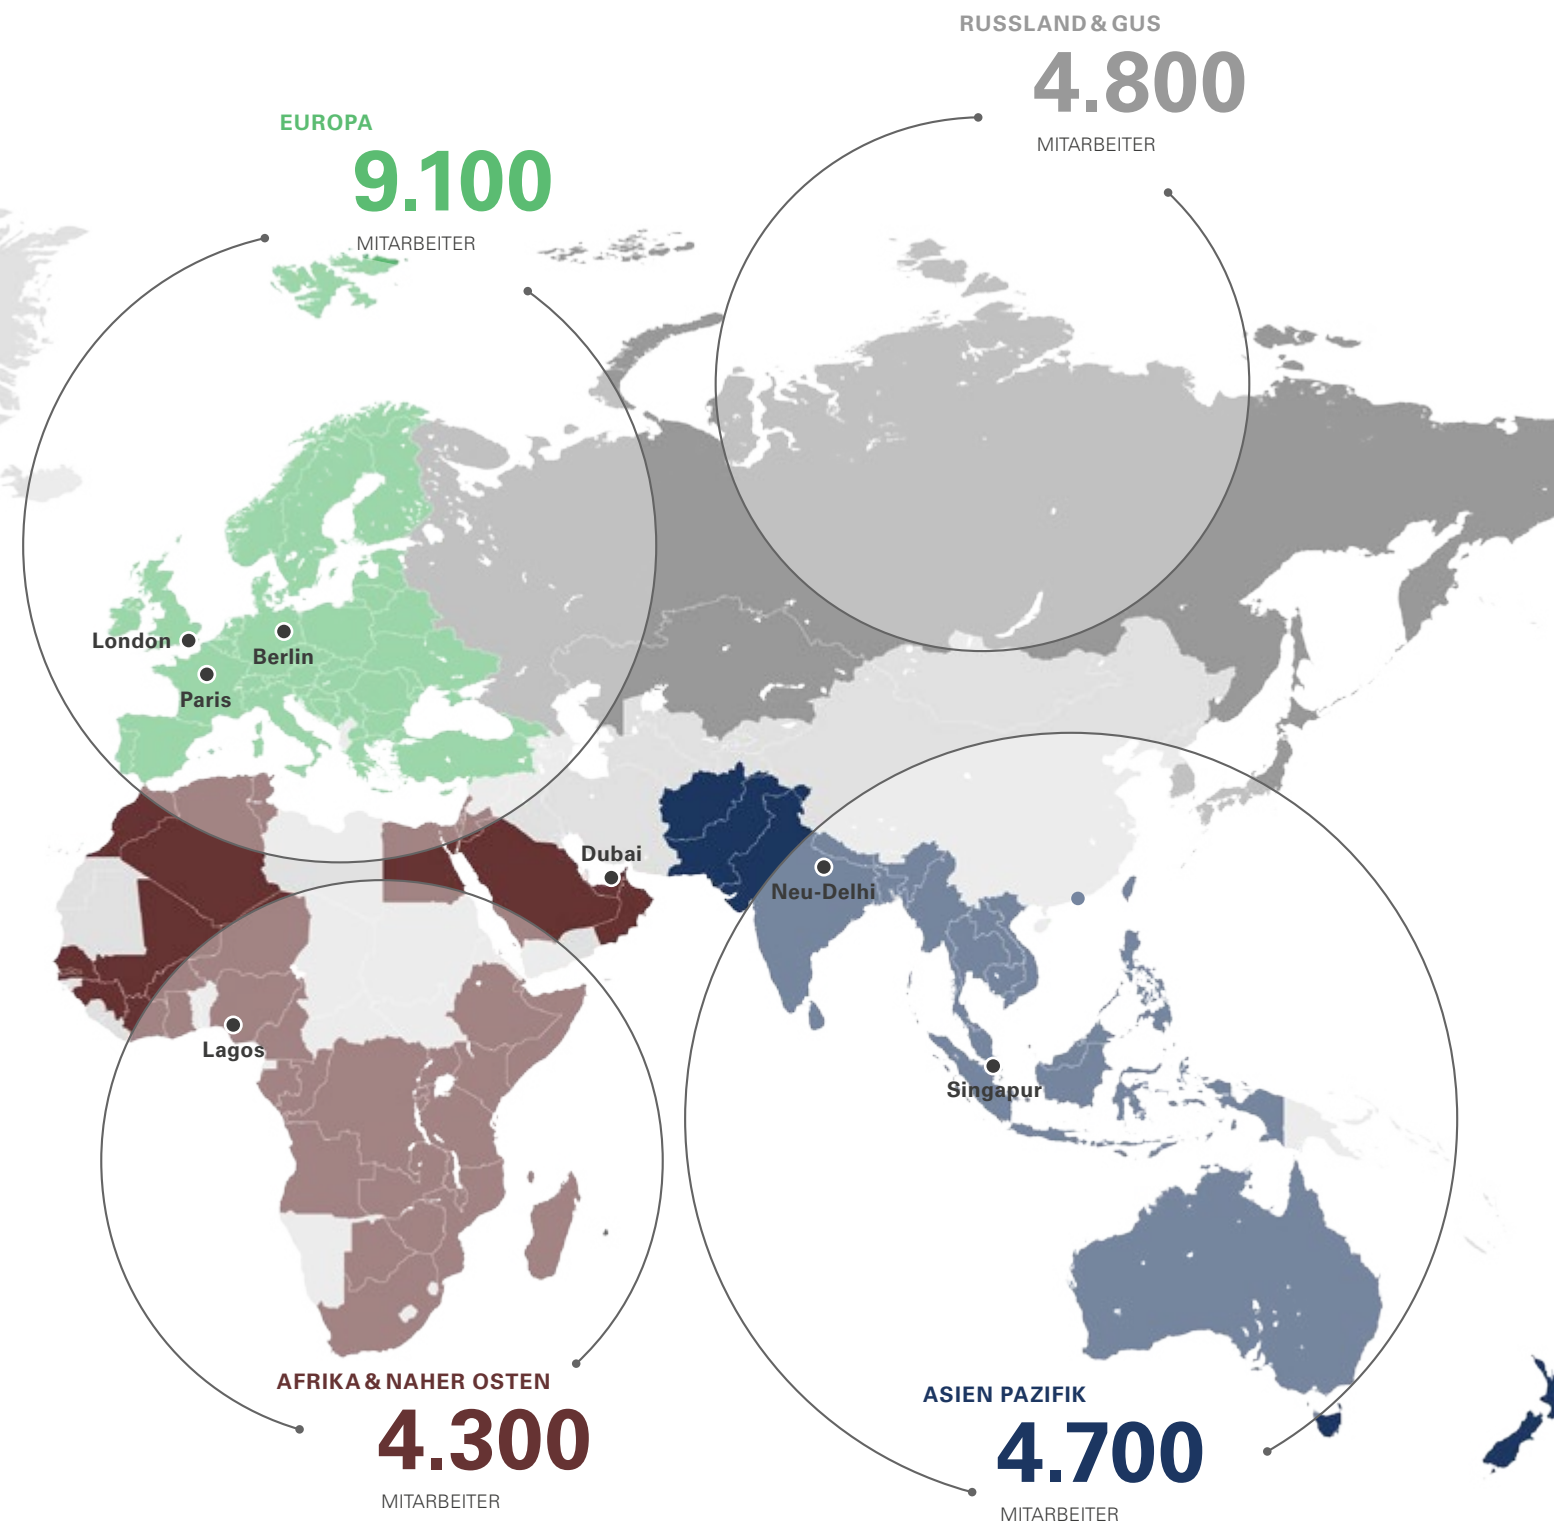 RUSSLAND & GUS
4.800
MITARBEITER
EUROPA
9.100
MITARBEITER
London
Berlin
Paris
Dubai
Neu-Delhi
Lagos
Singapur
AFRIKA & NAHER OSTEN
4.300
MITARBEITER
ASIEN PAZIFIK
4.700
MITARBEITER